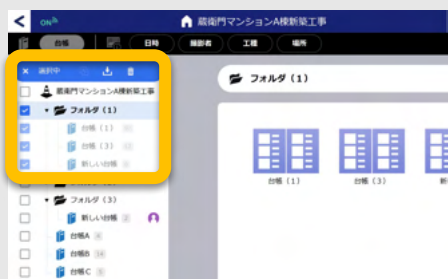 ON
蔵衛門マンションA棟新築工事
台帳 日時 撮影者 工種 場所
× 選択中
蔵衛門マンションA棟新築工事
フォルダ (1)
台帳 (1)
台帳 (3)
新しい台帳
フォルダ (3)
新しい台帳 2
台帳A
台帳B 14
台帳C
フォルダ (1)
台帳 (1) 台帳 (3)